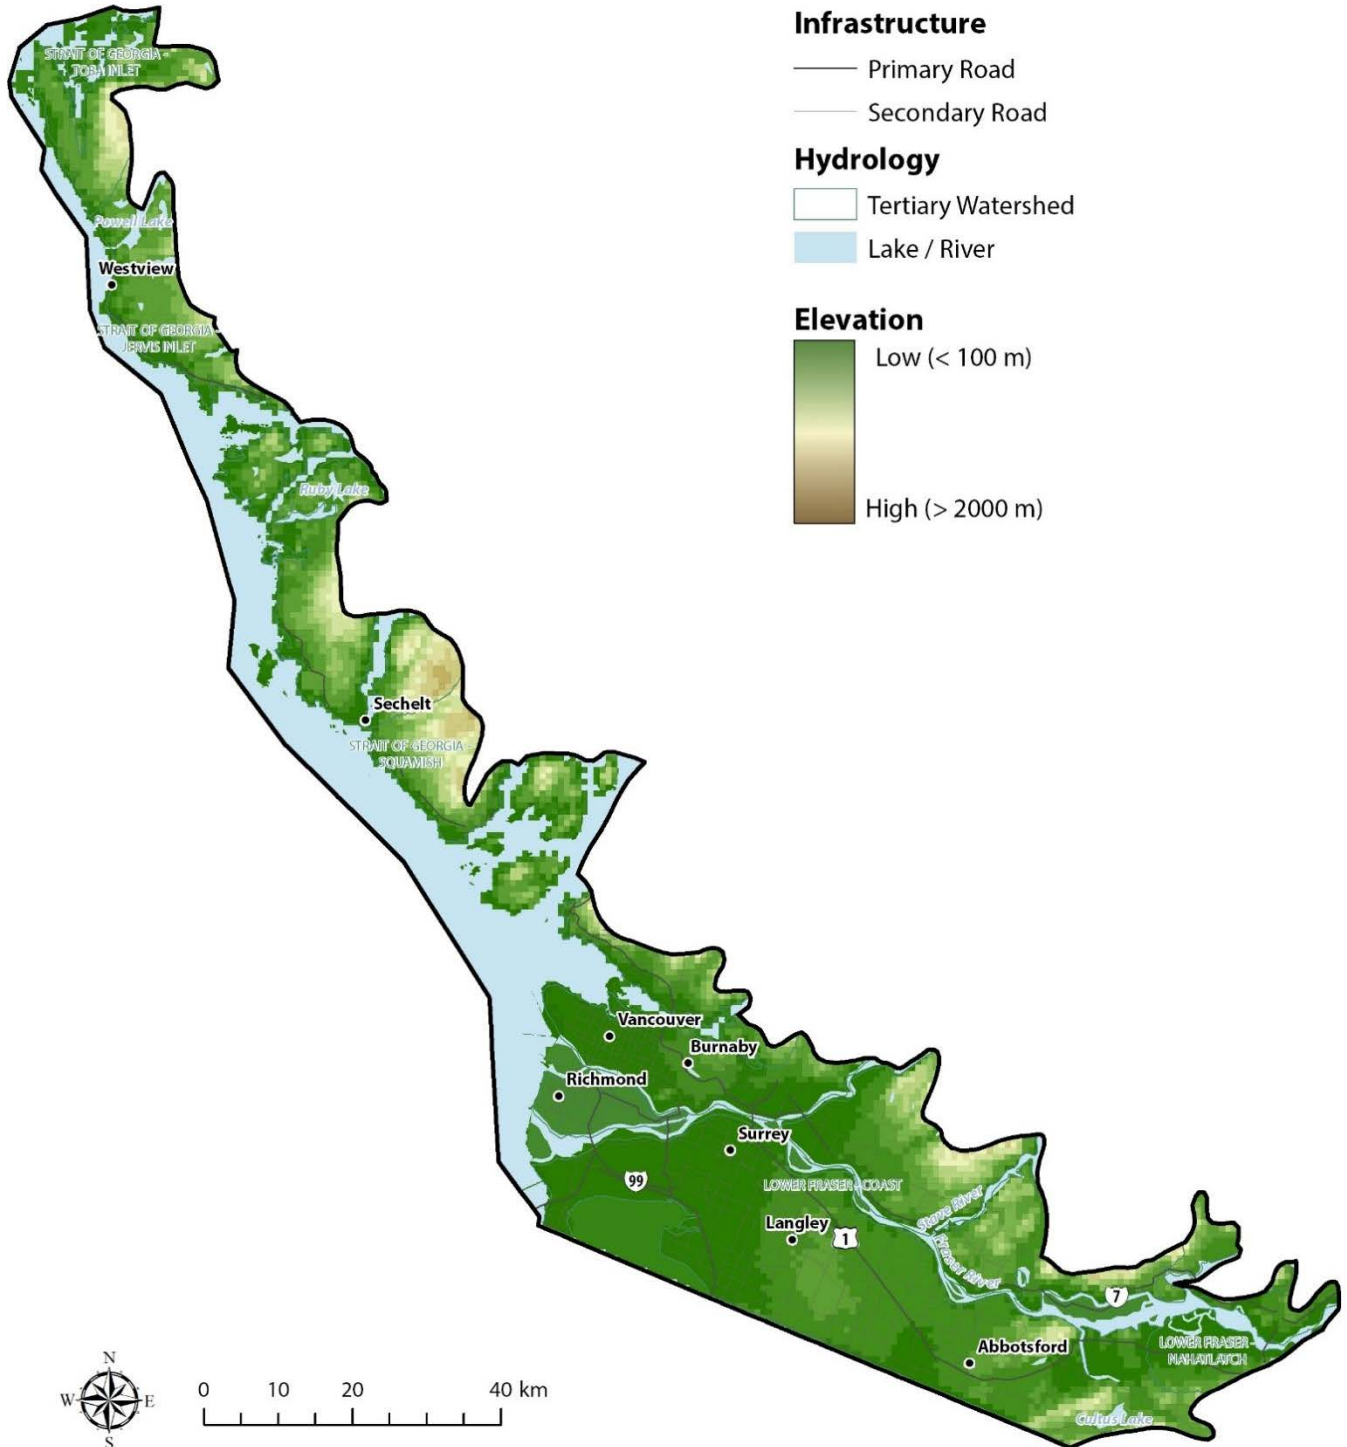 Infrastructure
Primary Road
Secondary Road
Hydrology
Tertiary Watershed
Lake / River
Elevation
Low (< 100 m)
High (> 2000 m)
STRAIT OF GEORGIA -
TOBA INLET
Powell Lake
Westview
STRAIT OF GEORGIA -
JERVIS INLET
Ruby Lake
Sechelt
STRAIT OF GEORGIA -
SQUAMISH
Vancouver
Burnaby
Richmond
Surrey
99
LOWER FRASER - COAST
Langley
1
Stave River
Fraser River
7
Abbotsford
LOWER FRASER -
NAHATLATCH
Cultus Lake
N
W E
S
0 10 20 40 km